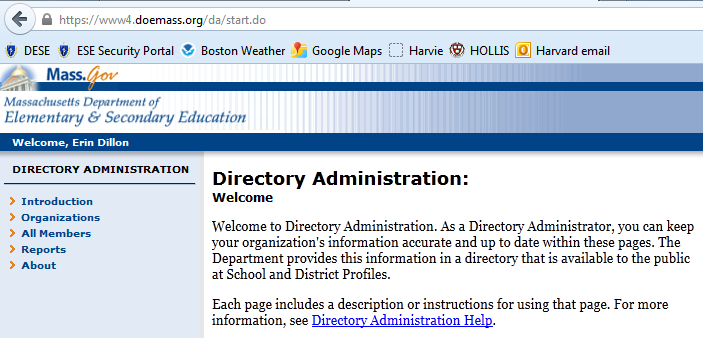 https://www4.doemass.org/da/start.do
DESE ESE Security Portal Boston Weather Google Maps Harvie HOLLIS Harvard email
Mass.Gov
Massachusetts Department of
Elementary & Secondary Education
Welcome, Erin Dillon
DIRECTORY ADMINISTRATION
Introduction
Organizations
All Members
Reports
About
Directory Administration:
Welcome
Welcome to Directory Administration. As a Directory Administrator, you can keep
your organization's information accurate and up to date within these pages. The
Department provides this information in a directory that is available to the public
at School and District Profiles.
Each page includes a description or instructions for using that page. For more
information, see Directory Administration Help.